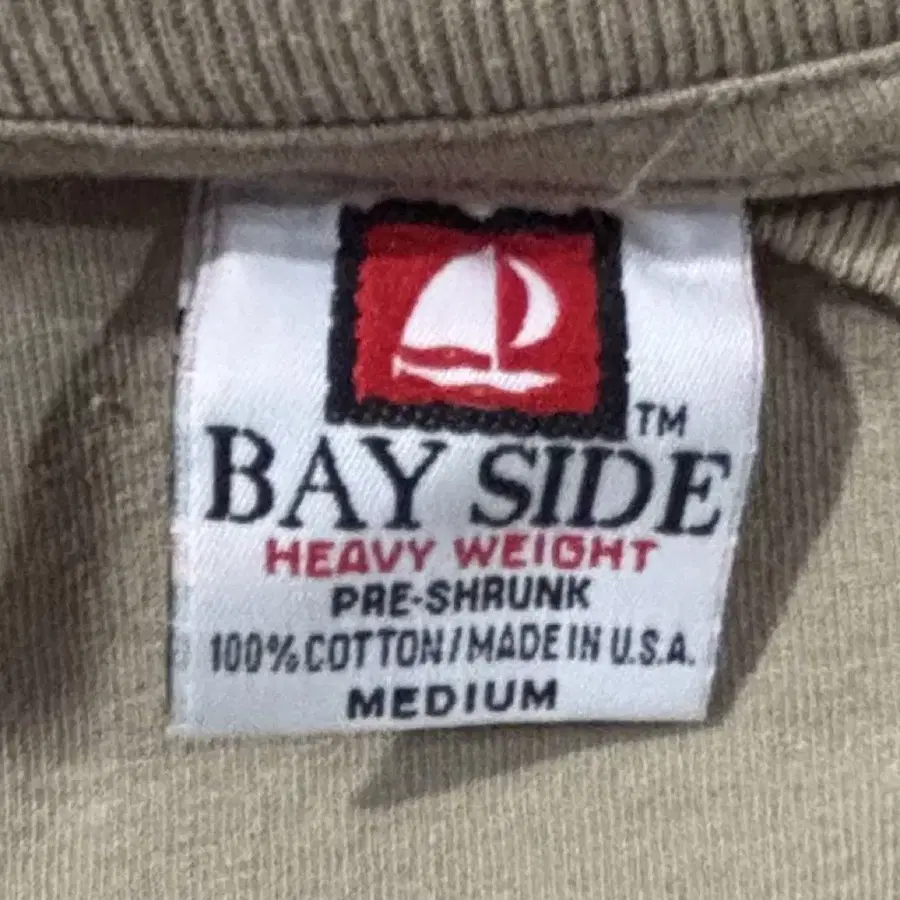 TM
BAY SIDE
HEAVY WEIGHT
PRE-SHRUNK
100% COTTON/MADE IN U.S.A.
MEDIUM